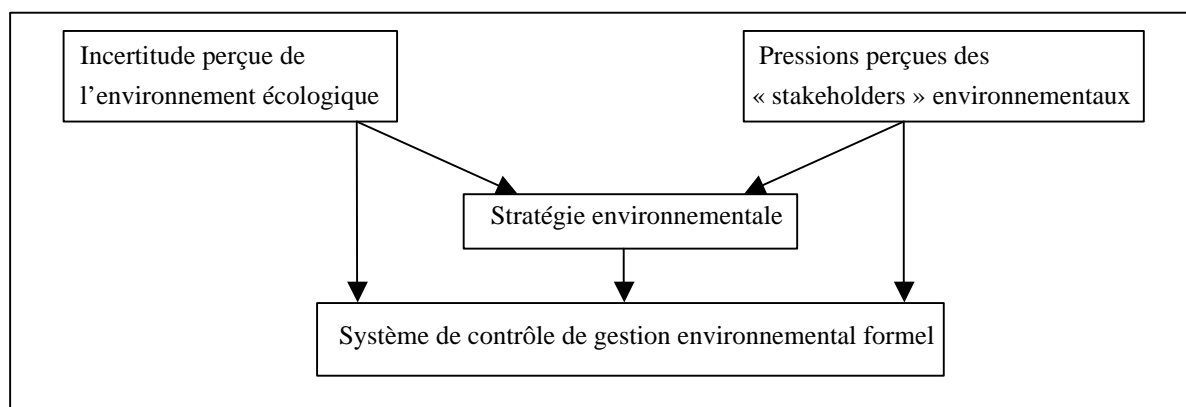 Incertitude perçue de
l’environnement écologique
Pressions perçues des
« stakeholders » environnementaux
Stratégie environnementale
Système de contrôle de gestion environnemental formel